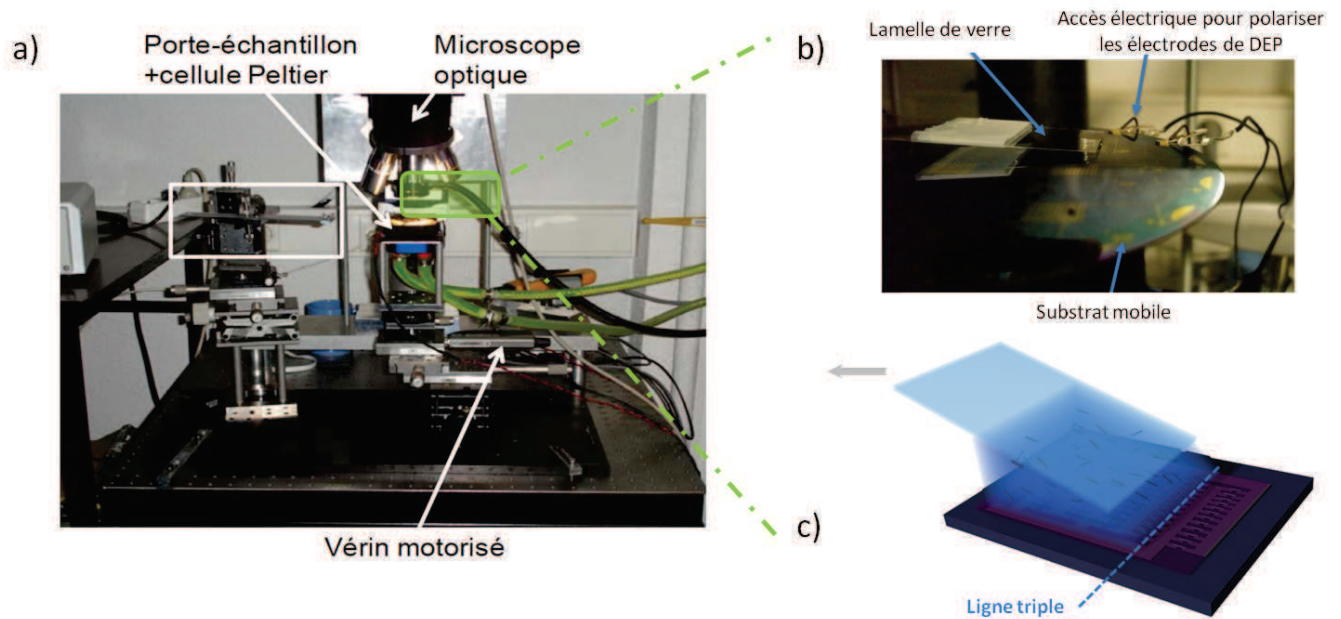 a)
Porte-échantillon
+cellule Peltier
Microscope
optique
Vérin motorisé
b)
Lamelle de verre
Accès électrique pour polariser
les électrodes de DEP
Substrat mobile
c)
Ligne triple